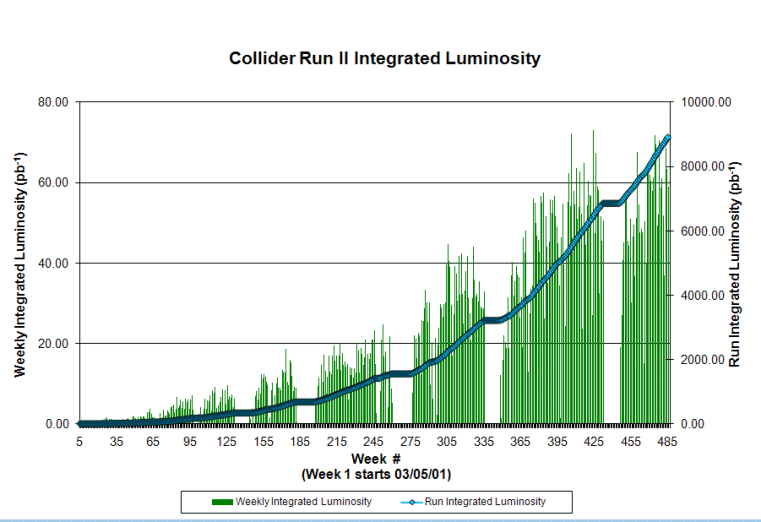 Collider Run II Integrated Luminosity
80.00
60.00
40.00
20.00
0.00
Weekly Integrated Luminosity (pb-1)
10000.00
8000.00
6000.00
4000.00
2000.00
0.00
Run Integrated Luminosity (pb-1)
5 35 65 95 125 155 185 215 245 275 305 335 365 395 425 455 485
Week #
(Week 1 starts 03/05/01)
Weekly Integrated Luminosity Run Integrated Luminosity